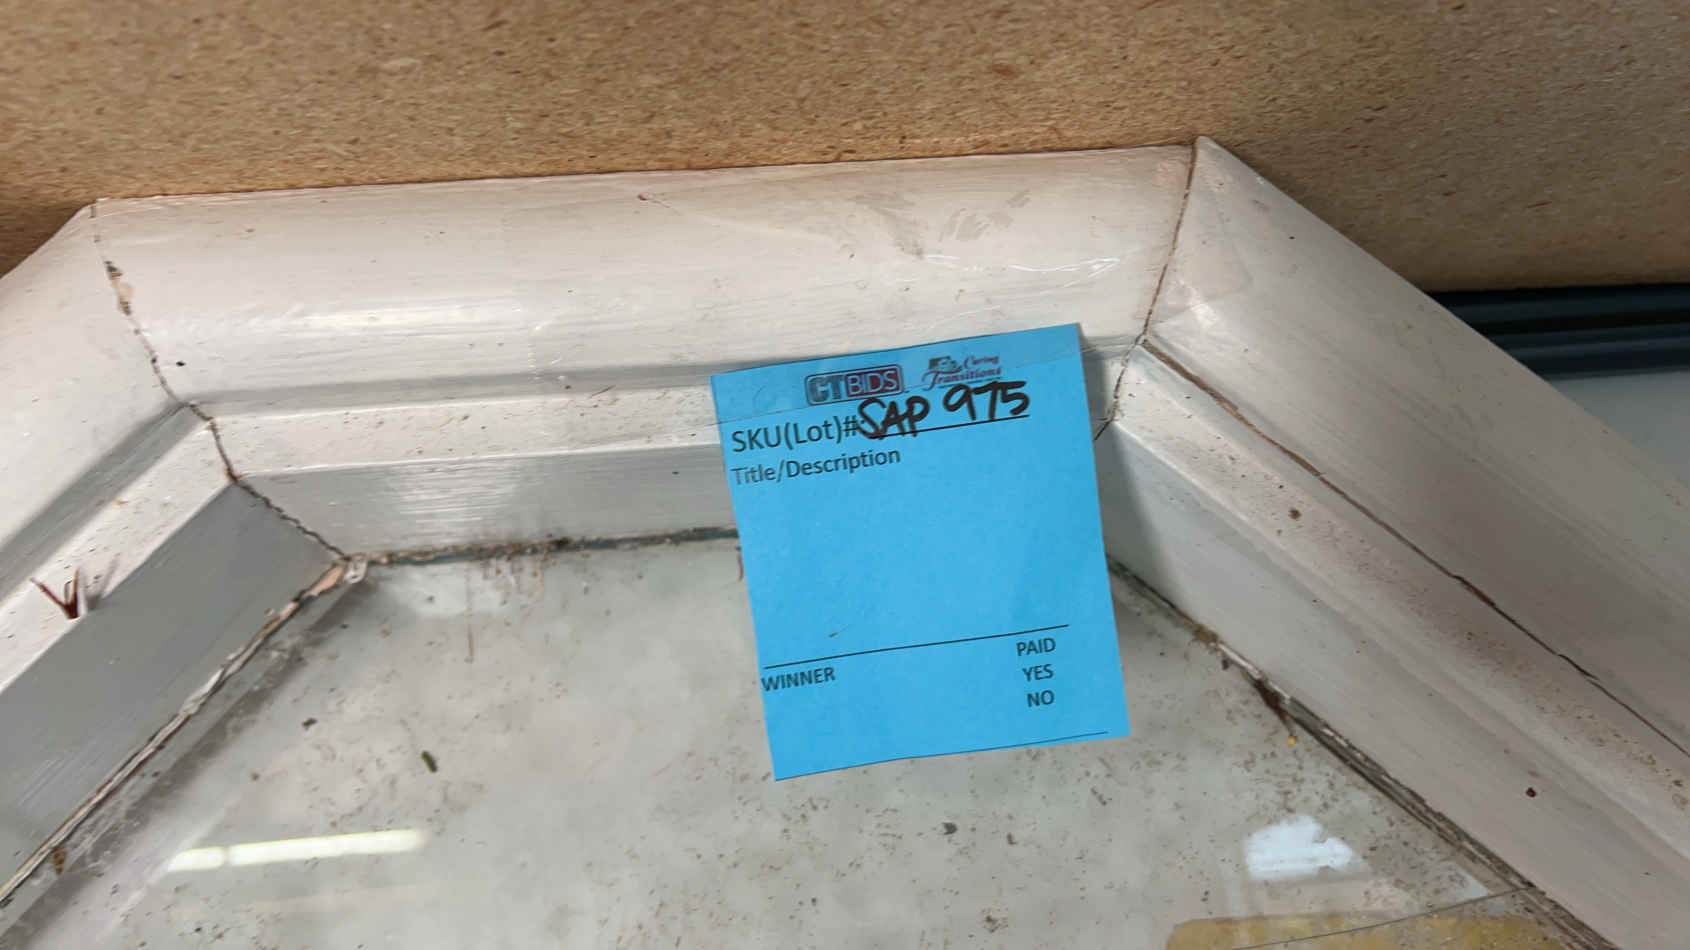 CTBIDS Caring Transitions
SKU(Lot)# SAP 975
Title/Description
WINNER PAID
YES
NO